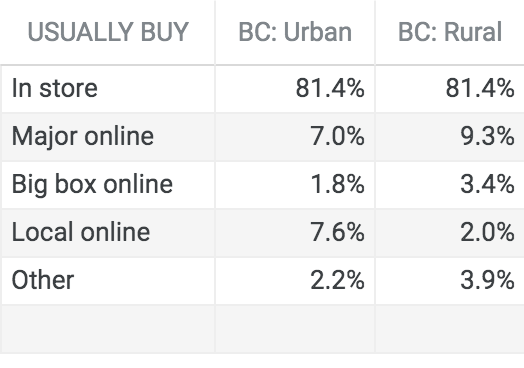 USUALLY BUY BC: Urban BC: Rural
In store 81.4% 81.4%
Major online 7.0% 9.3%
Big box online 1.8% 3.4%
Local online 7.6% 2.0%
Other 2.2% 3.9%